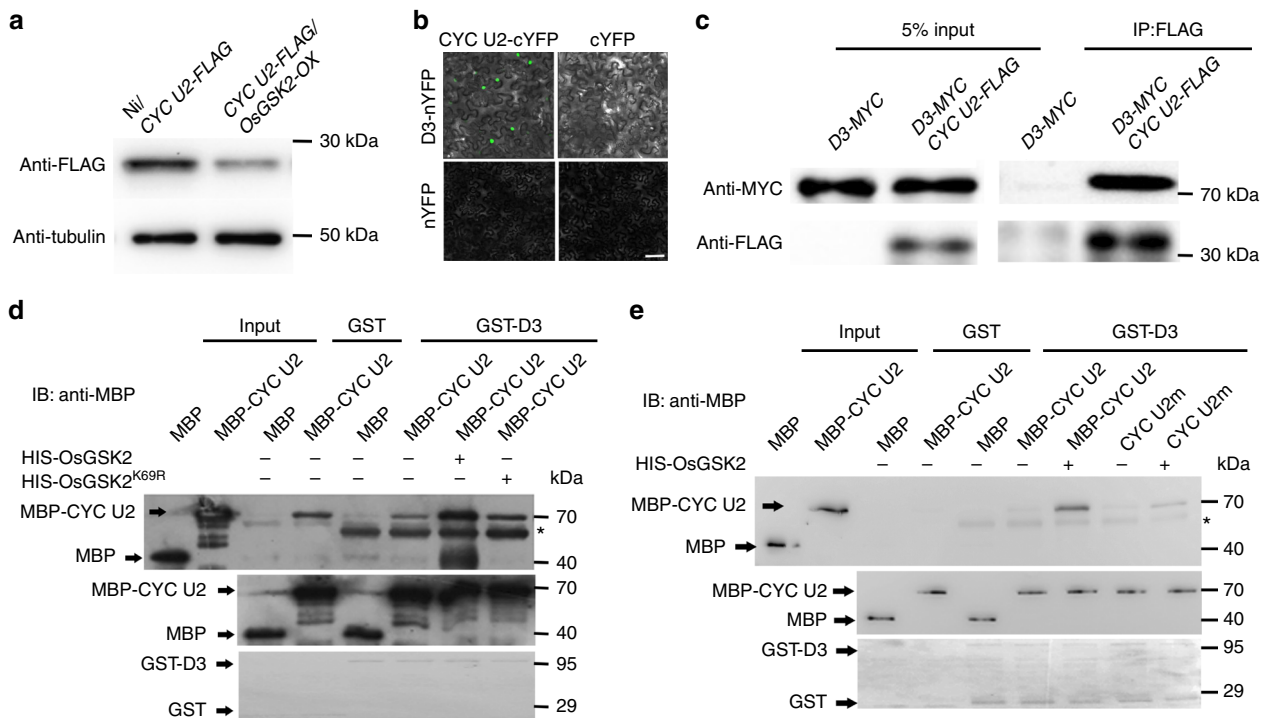 a
Ni/
CYC U2-FLAG
CYC U2-FLAG/
OsGSK2-OX
30 kDa
Anti-FLAG
Anti-tubulin
50 kDa
b
CYC U2-cYFP
cYFP
D3-nYFP
nYFP
c
5% input
IP:FLAG
D3-MYC
D3-MYC
CYC U2-FLAG
D3-MYC
D3-MYC
CYC U2-FLAG
Anti-MYC
70 kDa
Anti-FLAG
30 kDa
d
Input
GST
GST-D3
IB: anti-MBP
MBP
MBP-CYC U2
MBP
MBP-CYC U2
MBP
MBP-CYC U2
MBP-CYC U2
MBP-CYC U2
HIS-OsGSK2 – – – – + –
HIS-OsGSK2K69R – – – – – +
kDa
MBP-CYC U2
70
*
MBP
40
MBP-CYC U2
70
MBP
40
GST-D3
95
GST
29
e
Input
GST
GST-D3
IB: anti-MBP
MBP
MBP-CYC U2
MBP
MBP-CYC U2
MBP
MBP-CYC U2
MBP-CYC U2
CYC U2m
CYC U2m
HIS-OsGSK2 – – – – + – + kDa
MBP-CYC U2
70
*
MBP
40
MBP-CYC U2
70
MBP
40
GST-D3
95
GST
29